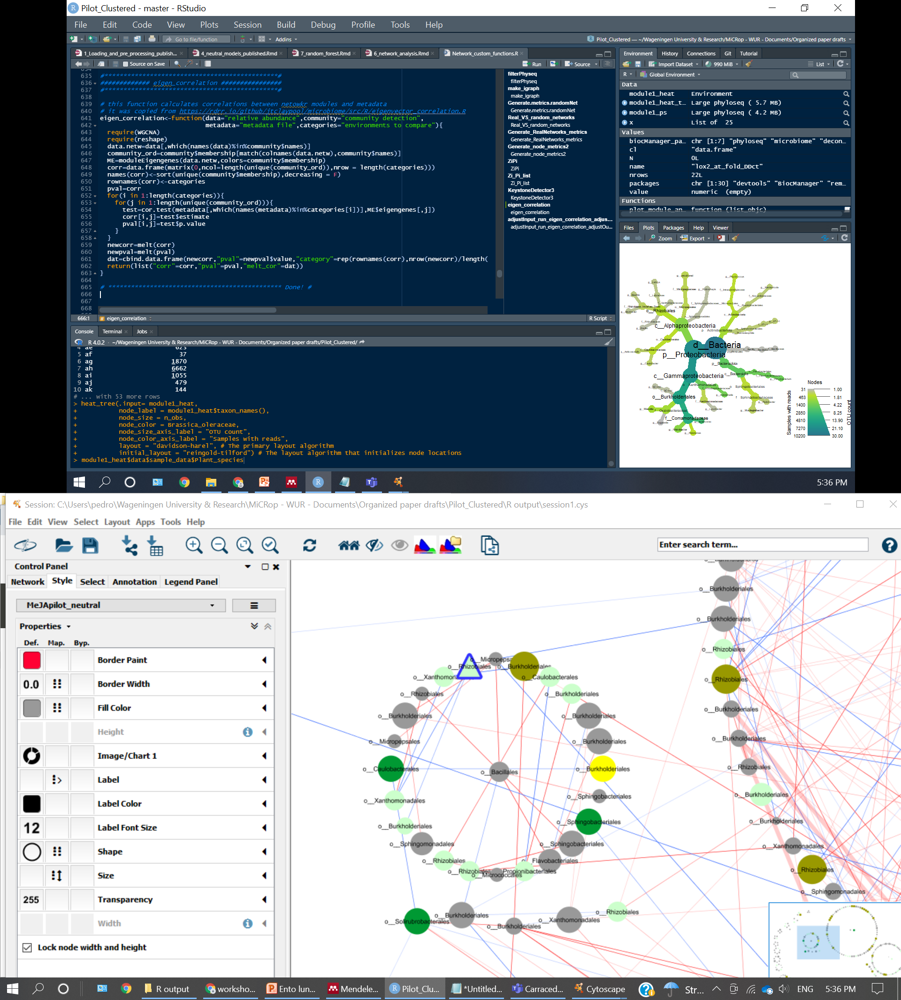 Pilot_Clustered - master - RStudio
File Edit Code View Plots Session Build Debug Profile Tools Help
Go to file/function Addins
Pilot_Clustered — ~/Wageningen University & Research/MiCRop - WUR - Documents/Organized paper drafts
1_Loading_and_pre_processing_publish... 4_neutral_models_published.Rmd 7_random_forest.Rmd 6_network_analysis.Rmd Network_custom_functions.R
Source on Save Run Source
635 #**********************************************#
636 ############# eigen_correlation ################
637 #**********************************************#
638
639 # this function calculates correlations between netowkr modules and metadata
640 # it was copied from https://rdrr.io/github/jtclaypool/microbiome/src/R/eigenvector_correlation.R
641 eigen_correlation<-function(data="relative abundance",community="community detection",
642 metadata="metadata file",categories="environments to compare"){
643 require(WGCNA)
644 require(reshape)
645 data.netw=data[,which(names(data)%in%community$names)]
646 community_ord=community$membership[match(colnames(data.netw),community$names)]
647 ME=moduleEigengenes(data.netw,colors=community$membership)
648 corr=data.frame(matrix(0,ncol=length(unique(community_ord)),nrow = length(categories)))
649 names(corr)<-sort(unique(community$membership),decreasing = F)
650 rownames(corr)<-categories
651 pval=corr
652 for(i in 1:length(categories)){
653 for(j in 1:length(unique(community_ord))){
654 test=cor.test(metadata[,which(names(metadata)%in%categories[i])],ME$eigengenes[,j])
655 corr[i,j]=test$estimate
656 pval[i,j]=test$p.value
657 }
658 }
659 newcorr=melt(corr)
660 newpval=melt(pval)
661 dat=cbind.data.frame(newcorr,"pval"=newpval$value,"category"=rep(rownames(corr),nrow(newcorr)/length(
662 return(list("corr"=corr,"pval"=pval,"melt_cor"=dat))
663 }
664
665 # ********************************************** Done! #
666
667
668
666:1 eigen_correlation R Script
filterPhyseq
filterPhyseq
make_igraph
make_igraph
Generate.metrics.randomNet
Generate.metrics.randomNet
Real_VS_random_networks
Real_VS_random_networks
Generate_RealNetworks_metrics
Generate_RealNetworks_metrics
Generate_node_metrics2
Generate_node_metrics2
ZiPi
ZiPi
Zi_Pi_list
Zi_Pi_list
KeystoneDetector3
KeystoneDetector3
eigen_correlation
eigen_correlation
adjustInput_run_eigen_correlation_adjus...
adjustInput_run_eigen_correlation_adjustOu...
Console Terminal Jobs
R 4.0.2 · ~/Wageningen University & Research/MiCRop - WUR - Documents/Organized paper drafts/Pilot_Clustered/
4 ae 623
5 af 37
6 ag 1870
7 ah 6662
8 ai 1055
9 aj 479
10 ak 144
# ... with 53 more rows
> heat_tree(.input= module1_heat,
+ node_label = module1_heat$taxon_names(),
+ node_size = n_obs,
+ node_color = Brassica_oleraceae,
+ node_size_axis_label = "OTU count",
+ node_color_axis_label = "Samples with reads",
+ layout = "davidson-harel", # The primary layout algorithm
+ initial_layout = "reingold-tilford") # The layout algorithm that initializes node locations
> module1_heat$data$sample_data$Plant_species
Environment History Connections Git Tutorial
Import Dataset 990 MiB List
R Global Environment
Data
module1_heat Environment
module1_heat_t... Large phyloseq ( 5.7 MB)
module1_ps Large phyloseq ( 4.2 MB)
x List of 25
Values
biocManager_pa... chr [1:7] "phyloseq" "microbiome" "decon...
cl "data.frame"
N 0L
name "lox2_at_fold_DDct"
nrows 22L
packages chr [1:30] "devtools" "BiocManager" "rem...
value numeric (empty)
Functions
plot_module_an... function (list_objc)
Files Plots Packages Help Viewer
Zoom Export
o__Rhizobiales
c__Alphaproteobacteria
d__Bacteria
p__Proteobacteria
p__Bacteroidota
c__Gammaproteobacteria
o__Burkholderiales
f__Comamonadaceae
Nodes
Samples with reads
OTU count
31 1.00
463 1.81
1400 4.22
2850 8.25
4810 13.90
7270 21.10
10200 30.00
5:36 PM
Session: C:\Users\pedro\Wageningen University & Research\MiCRop - WUR - Documents\Organized paper drafts\Pilot_Clustered\R output\session1.cys
File Edit View Select Layout Apps Tools Help
Enter search term...
Control Panel
Network Style Select Annotation Legend Panel
MeJApilot_neutral
Properties
Def. Map. Byp.
Border Paint
0.0 Border Width
Fill Color
Height
Image/Chart 1
Label
Label Color
12 Label Font Size
Shape
Size
255 Transparency
Width
Lock node width and height
o__Burkholderiales
o__Burkholderiales
o__Rhizobiales
o__Rhizobiales
o__Burkholderiales
o__Burkholderiales
o__Rhizobiales
o__Burkholderiales
o__Burkholderiales
o__Xanthomonadales
o__Rhizobiales
o__Sphingomonadales
o__Micropeps
o__Rhizobiales
o__Burkholderiales
o__Xanthomon
o__Caulobacterales
o__Rhizobiales
o__Burkholderiales
o__Burkholderiales
o__Burkholderiales
o__Micropepsales
o__Burkholderiales
o__Caulobacterales
o__Bacillales
o__Burkholderiales
o__Xanthomonadales
o__Sphingobacteriales
o__Burkholderiales
o__Sphingobacteriales
o__Sphingomonadales
o__Sphingobacteriales
o__Rhizobiales
Flavobacteriales
o__Rhizobiales
o__Micrococcales
Propionibacteriales
o__Solirubrobacterales
o__Burkholderiales
o__Burkholderiales
o__Xanthomonadales
o__Rhizobiales
R output worksho... Ento lun... Mendele... Pilot_Clu... *Untitled... Carraced... Cytoscape Str... ENG 5:36 PM